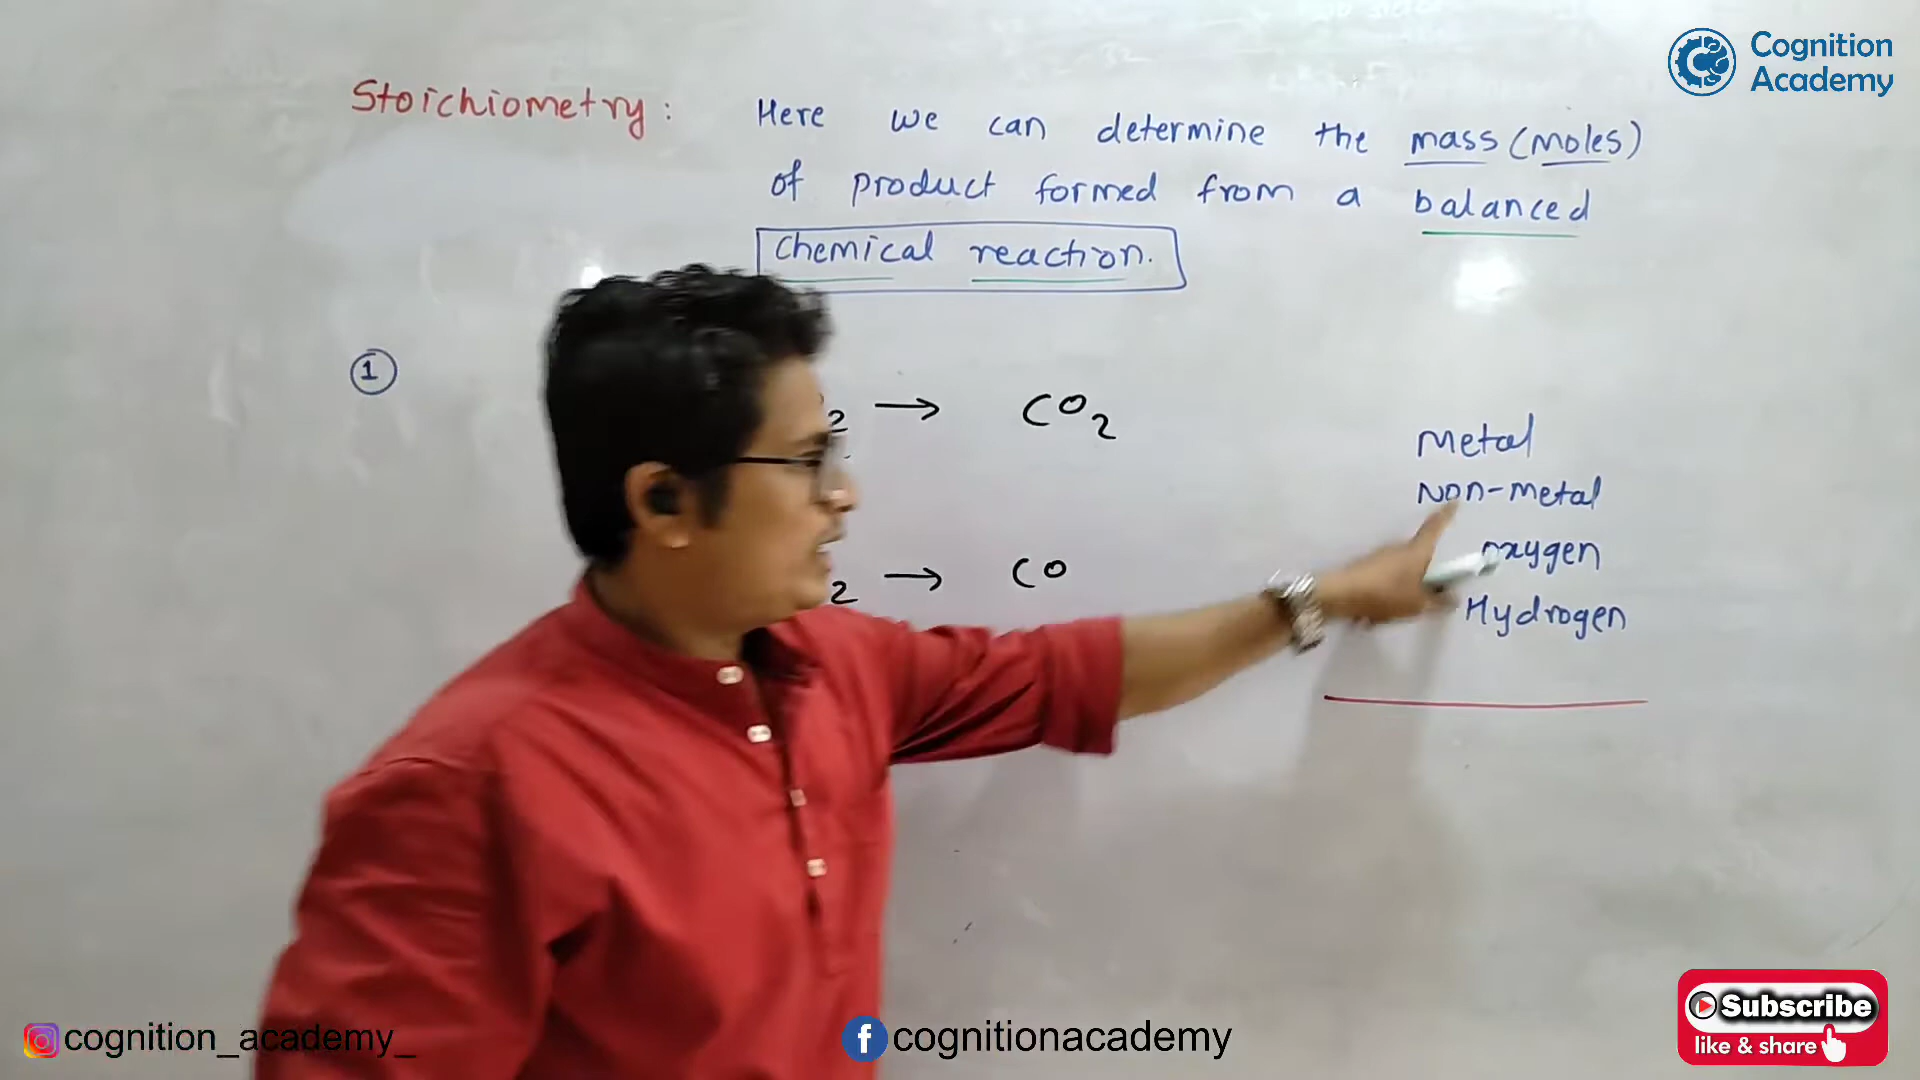 Cognition
Academy
Stoichiometry :
Here we can determine the mass (moles)
of product formed from a balanced
Chemical reaction.
1
2 → CO2
Metal
Non-Metal
oxygen
2 → CO
Hydrogen
cognition_academy_
cognitionacademy
Subscribe
like & share